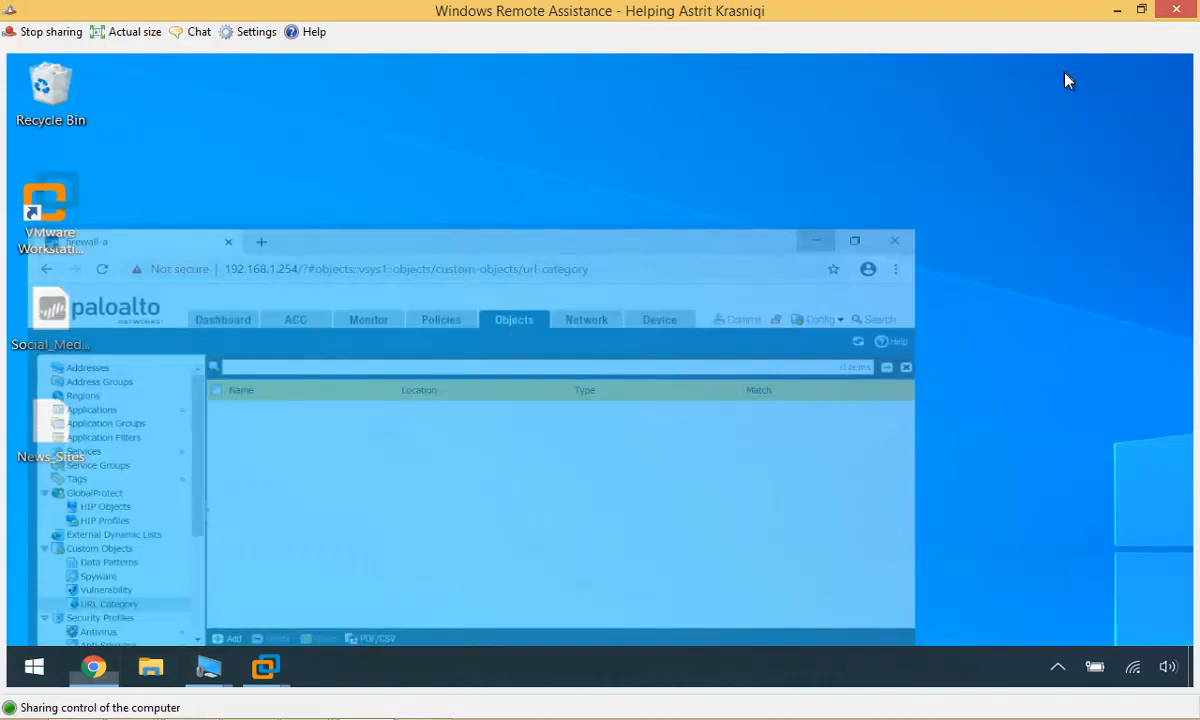 Windows Remote Assistance - Helping Astrit Krasniqi
Stop sharing Actual size Chat Settings Help
Recycle Bin
VMware
Workstati...
Social_Med...
News_Sites
firewall-a
Not secure | 192.168.1.254/?#objects::vsys1::objects/custom-objects/url-category
paloalto
NETWORKS
Dashboard ACC Monitor Policies Objects Network Device Commit Config Search
Help
0 items
Name Location Type Match
Addresses
Address Groups
Regions
Applications
Application Groups
Application Filters
Services
Service Groups
Tags
GlobalProtect
HIP Objects
HIP Profiles
External Dynamic Lists
Custom Objects
Data Patterns
Spyware
Vulnerability
URL Category
Security Profiles
Antivirus
Anti-Spyware
Add Delete Clone PDF/CSV
Sharing control of the computer